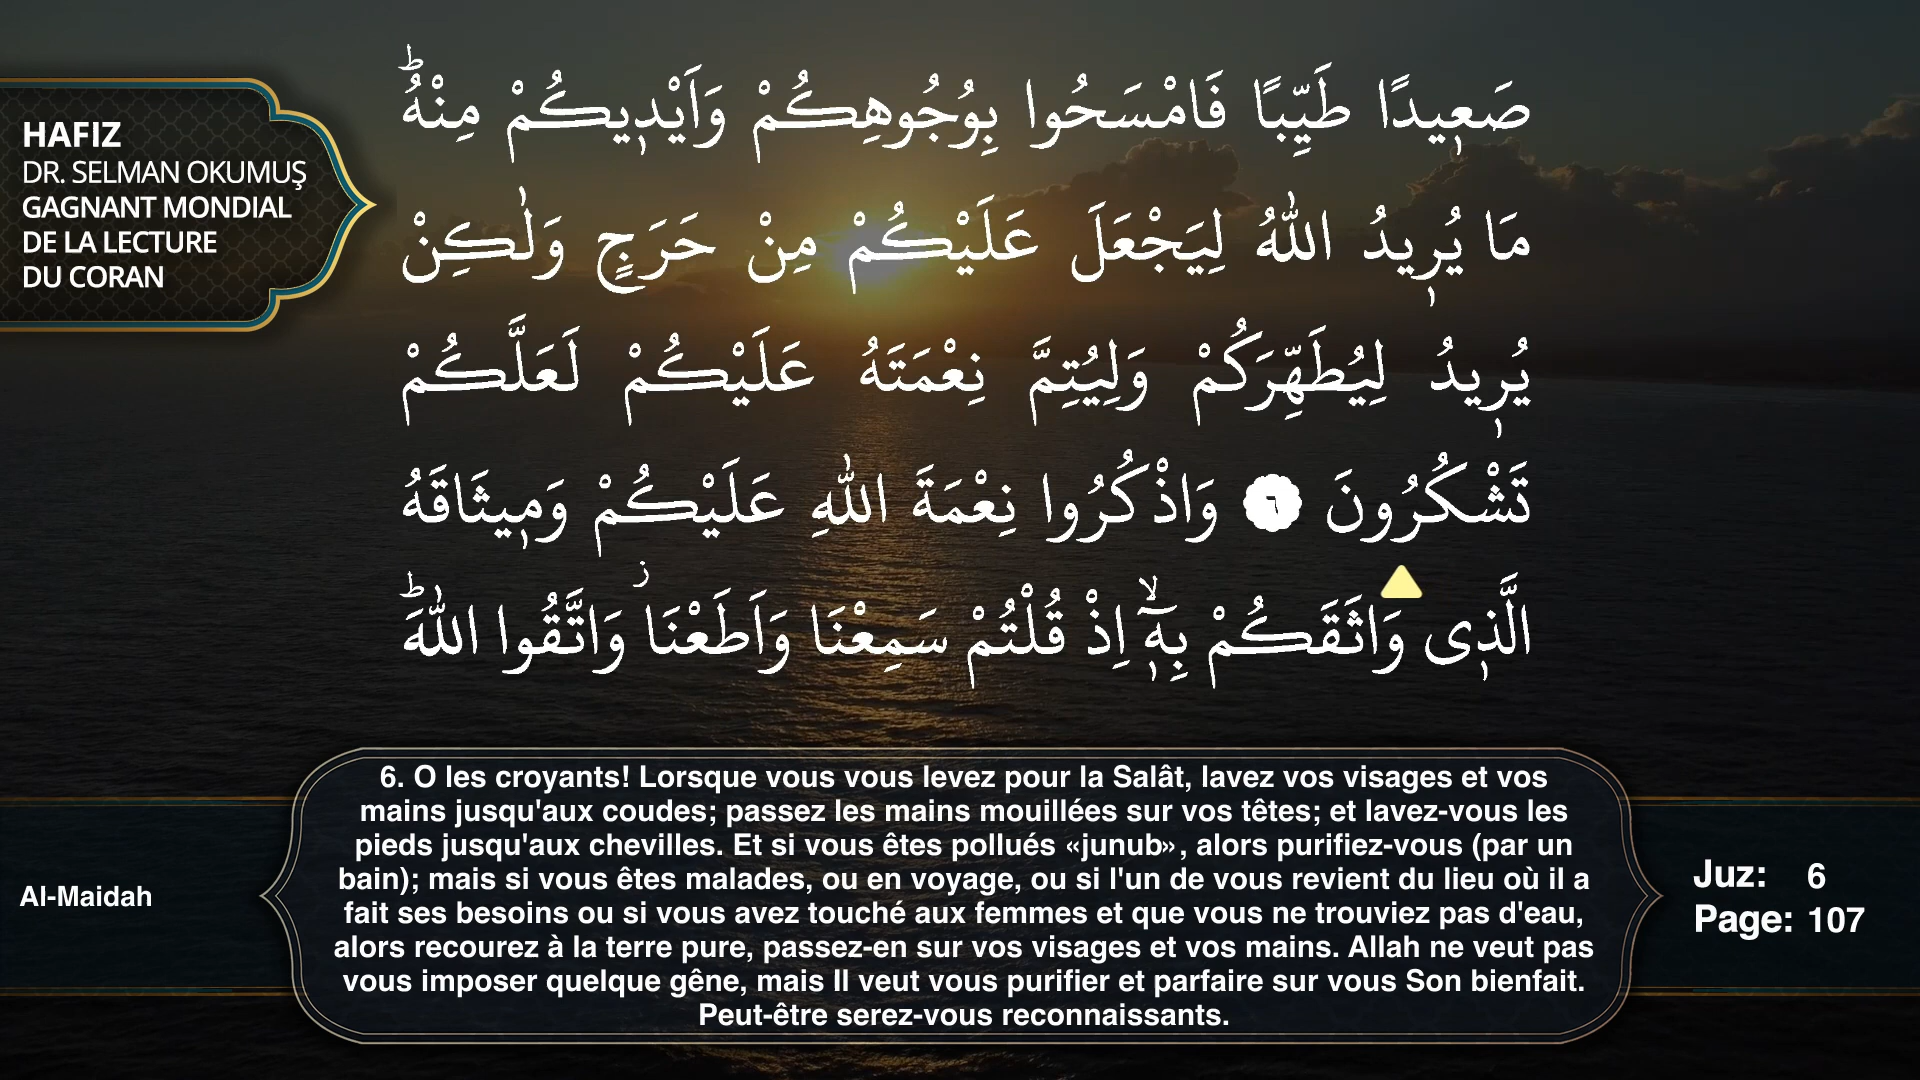 HAFIZ
DR. SELMAN OKUMUŞ
GAGNANT MONDIAL
DE LA LECTURE
DU CORAN
صَعٖيدًا طَيِّبًا فَامْسَحُوا بِوُجُوهِكُمْ وَاَيْدٖيكُمْ مِنْهُؕ
مَا يُرٖيدُ اللّٰهُ لِيَجْعَلَ عَلَيْكُمْ مِنْ حَرَجٍ وَلٰكِنْ
يُرٖيدُ لِيُطَهِّرَكُمْ وَلِيُتِمَّ نِعْمَتَهُ عَلَيْكُمْ لَعَلَّكُمْ
تَشْكُرُونَ ٦ وَاذْكُرُوا نِعْمَةَ اللّٰهِ عَلَيْكُمْ وَمٖيثَاقَهُ
الَّذٖى وَاثَقَكُمْ بِهٖٓۙ اِذْ قُلْتُمْ سَمِعْنَا وَاَطَعْنَاؗ وَاتَّقُوا اللّٰهَؕ
6. O les croyants! Lorsque vous vous levez pour la Salât, lavez vos visages et vos
mains jusqu'aux coudes; passez les mains mouillées sur vos têtes; et lavez-vous les
pieds jusqu'aux chevilles. Et si vous êtes pollués «junub», alors purifiez-vous (par un
bain); mais si vous êtes malades, ou en voyage, ou si l'un de vous revient du lieu où il a
fait ses besoins ou si vous avez touché aux femmes et que vous ne trouviez pas d'eau,
alors recourez à la terre pure, passez-en sur vos visages et vos mains. Allah ne veut pas
vous imposer quelque gêne, mais Il veut vous purifier et parfaire sur vous Son bienfait.
Peut-être serez-vous reconnaissants.
Al-Maidah
Juz: 6
Page: 107